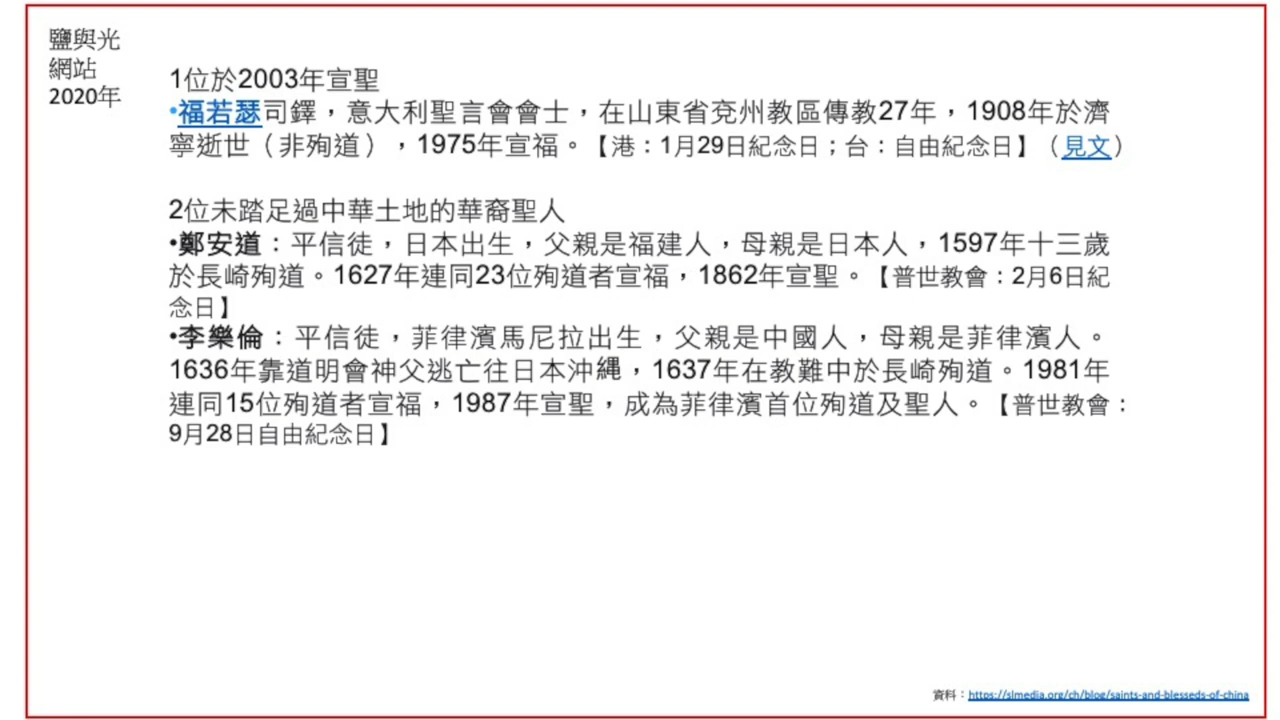 鹽與光
網站
2020年
1位於2003年宣聖
•福若瑟司鐸，意大利聖言會會士，在山東省兗州教區傳教27年，1908年於濟
寧逝世（非殉道），1975年宣福。【港：1月29日紀念日；台：自由紀念日】（見文）
2位未踏足過中華土地的華裔聖人
•鄭安道：平信徒，日本出生，父親是福建人，母親是日本人，1597年十三歲
於長崎殉道。1627年連同23位殉道者宣福，1862年宣聖。【普世教會：2月6日紀
念日】
•李樂倫：平信徒，菲律濱馬尼拉出生，父親是中國人，母親是菲律濱人。
1636年靠道明會神父逃亡往日本沖繩，1637年在教難中於長崎殉道。1981年
連同15位殉道者宣福，1987年宣聖，成為菲律濱首位殉道及聖人。【普世教會：
9月28日自由紀念日】
資料：https://slmedia.org/ch/blog/saints-and-blesseds-of-china